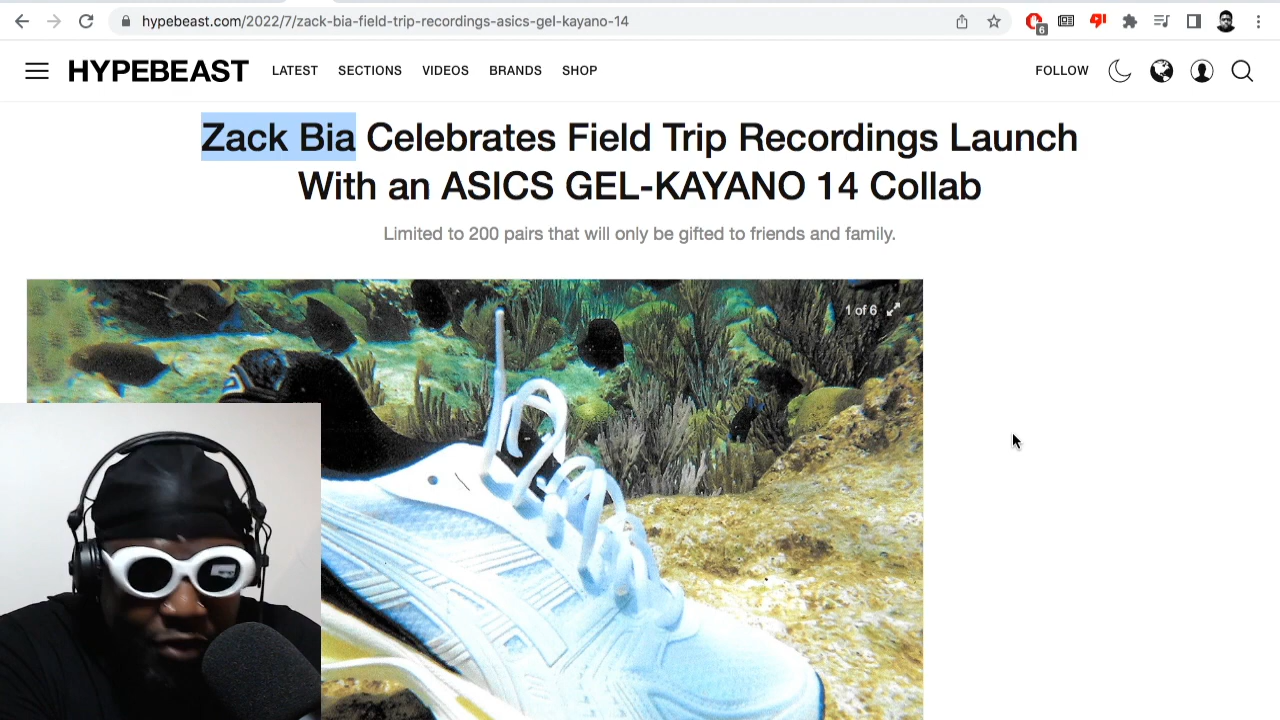 hypebeast.com/2022/7/zack-bia-field-trip-recordings-asics-gel-kayano-14
6
HYPEBEAST LATEST SECTIONS VIDEOS BRANDS SHOP FOLLOW
Zack Bia Celebrates Field Trip Recordings Launch
With an ASICS GEL-KAYANO 14 Collab
Limited to 200 pairs that will only be gifted to friends and family.
1 of 6